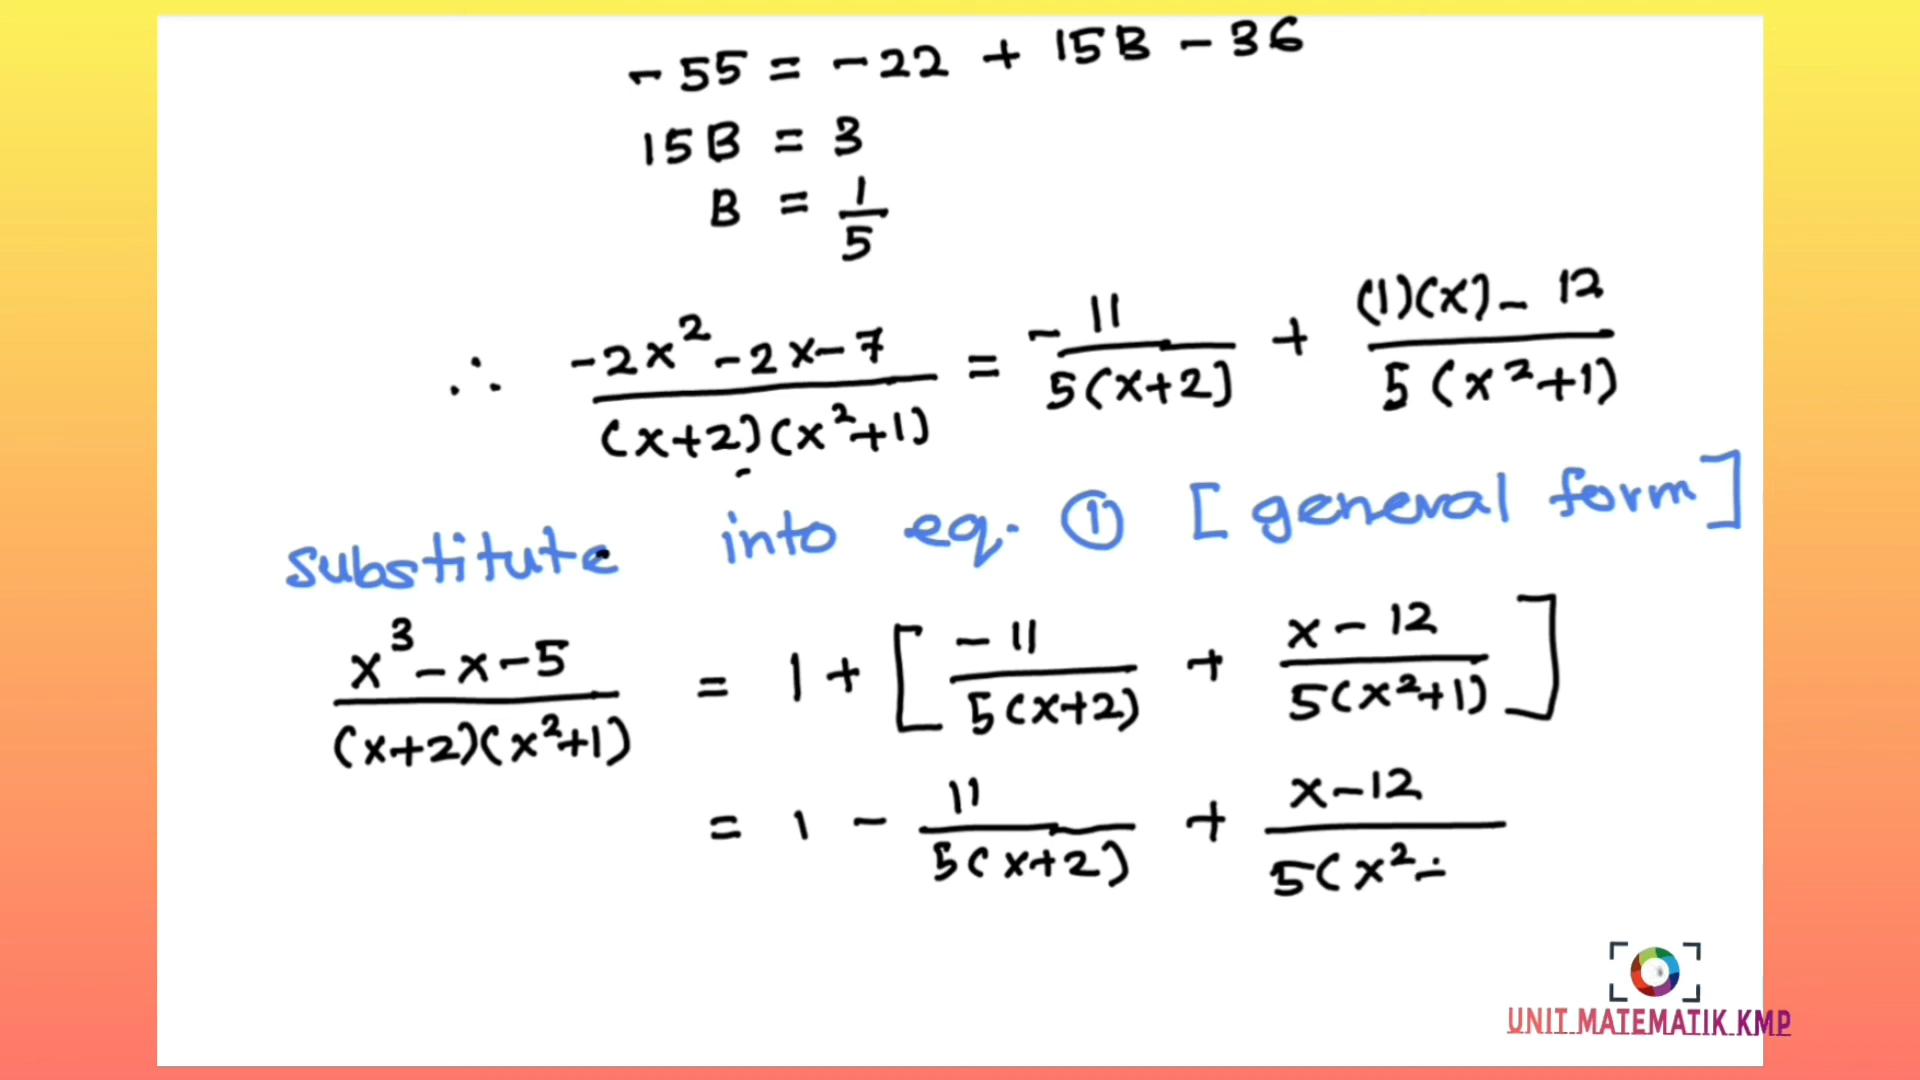 -55 = -22 + 15B - 36
15B = 3
B = 1/5
∴ (-2x² - 2x - 7)/((x+2)(x²+1)) = -11/(5(x+2)) + ((1)(x) - 12)/(5(x²+1))
substitute into eq. ① [general form]
(x³ - x - 5)/((x+2)(x²+1)) = 1 + [-11/(5(x+2)) + (x - 12)/(5(x²+1))]
= 1 - 11/(5(x+2)) + (x-12)/(5(x²-
UNIT.MATEMATIK.KMP